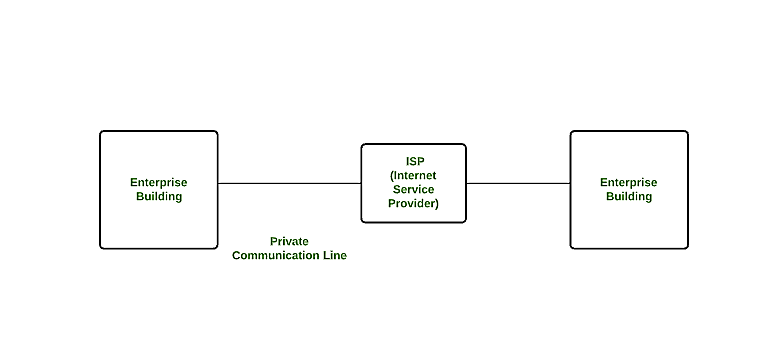 Enterprise
Building
ISP
(Internet
Service
Provider)
Enterprise
Building
Private
Communication Line